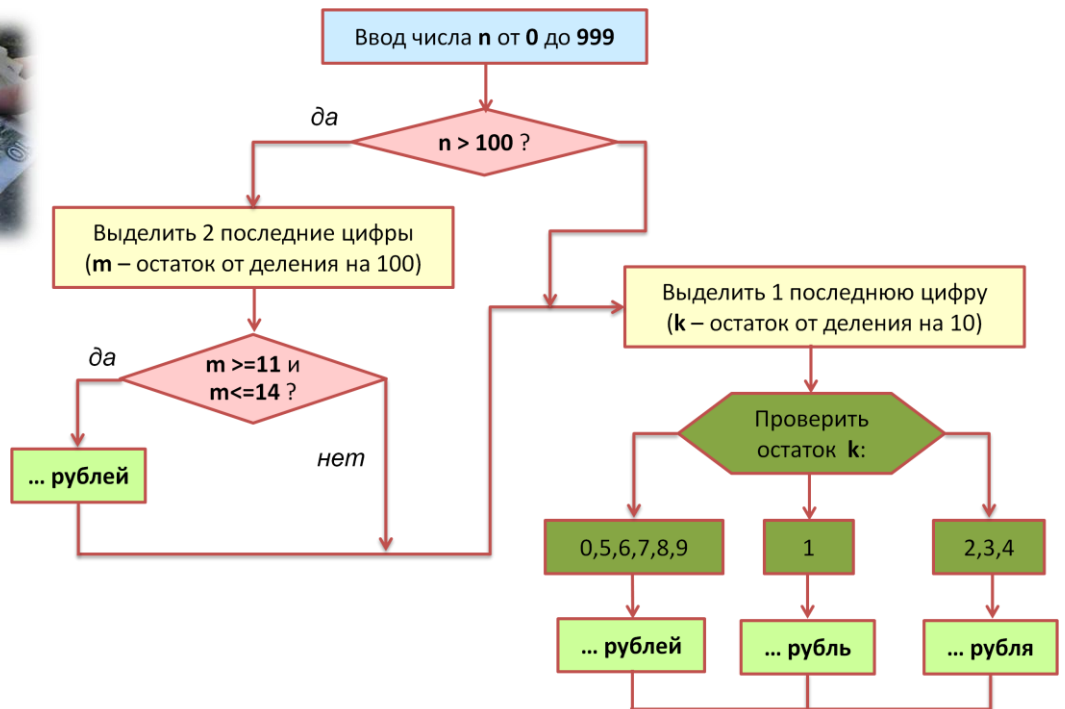 Ввод числа n от 0 до 999
да
n > 100 ?
Выделить 2 последние цифры
(m – остаток от деления на 100)
Выделить 1 последнюю цифру
(k – остаток от деления на 10)
да
m >=11 и
m<=14 ?
Проверить
остаток k:
нет
... рублей
0,5,6,7,8,9
1
2,3,4
... рублей
... рубль
... рубля